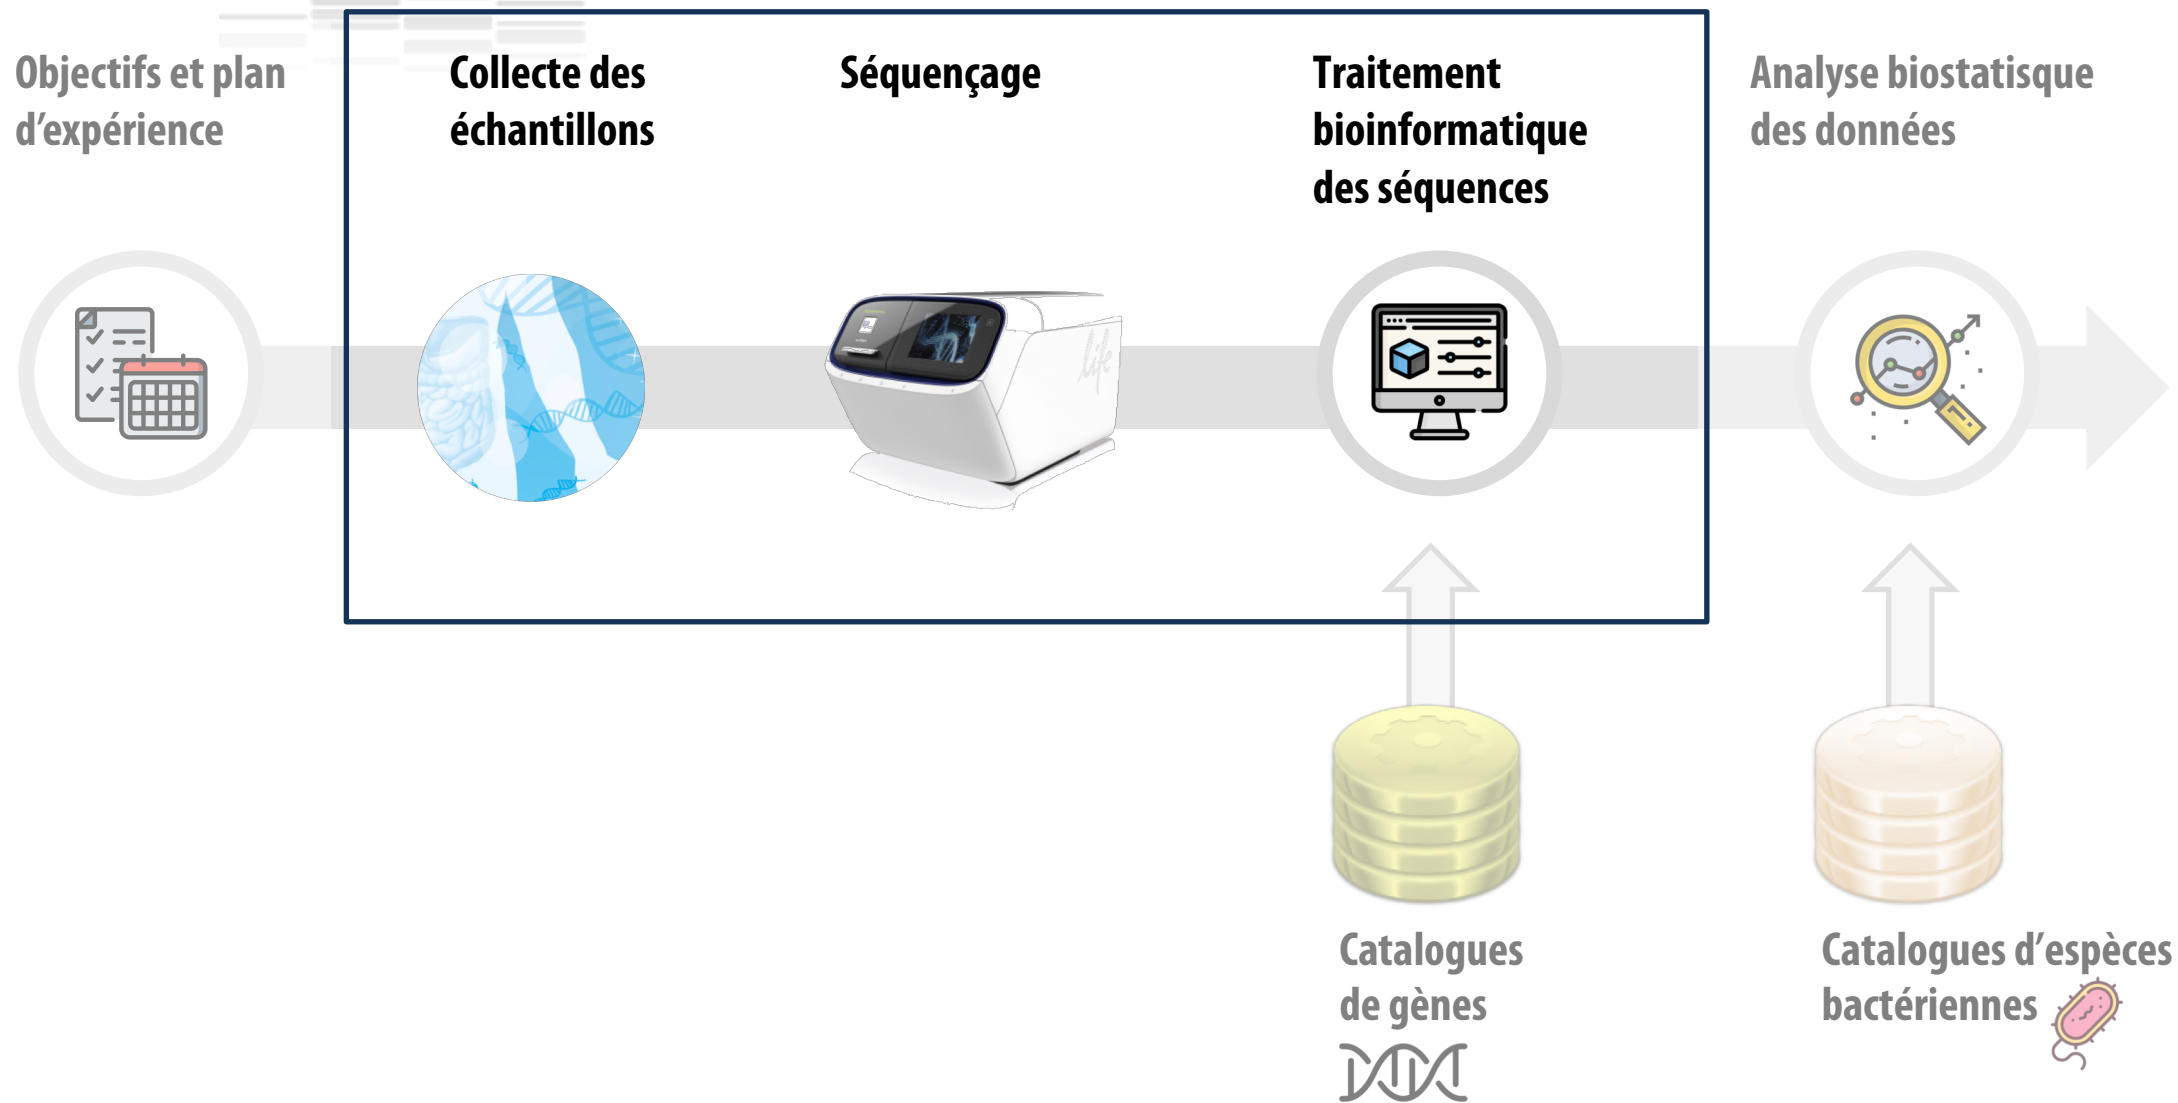 Objectifs et plan
d’expérience
Collecte des
échantillons
Séquençage
Traitement
bioinformatique
des séquences
Analyse biostatisque
des données
life
Catalogues
de gènes
Catalogues d’espèces
bactériennes